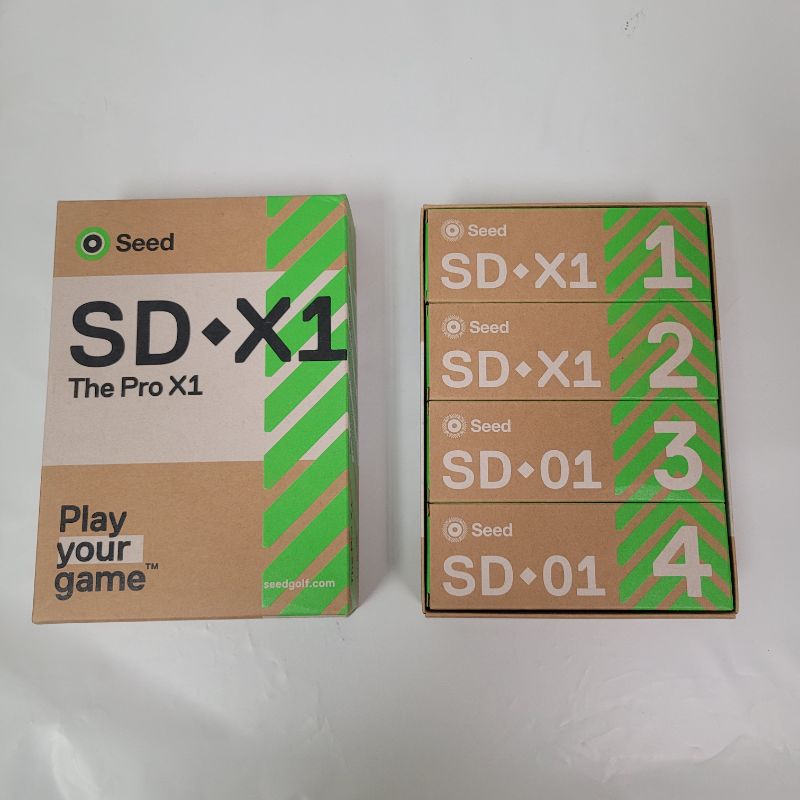 Seed
SD◆X1
The Pro X1
Play
your
game™
seedgolf.com
Seed
SD◆X1
1
Seed
SD◆X1
2
Seed
SD◆01
3
Seed
SD◆01
4